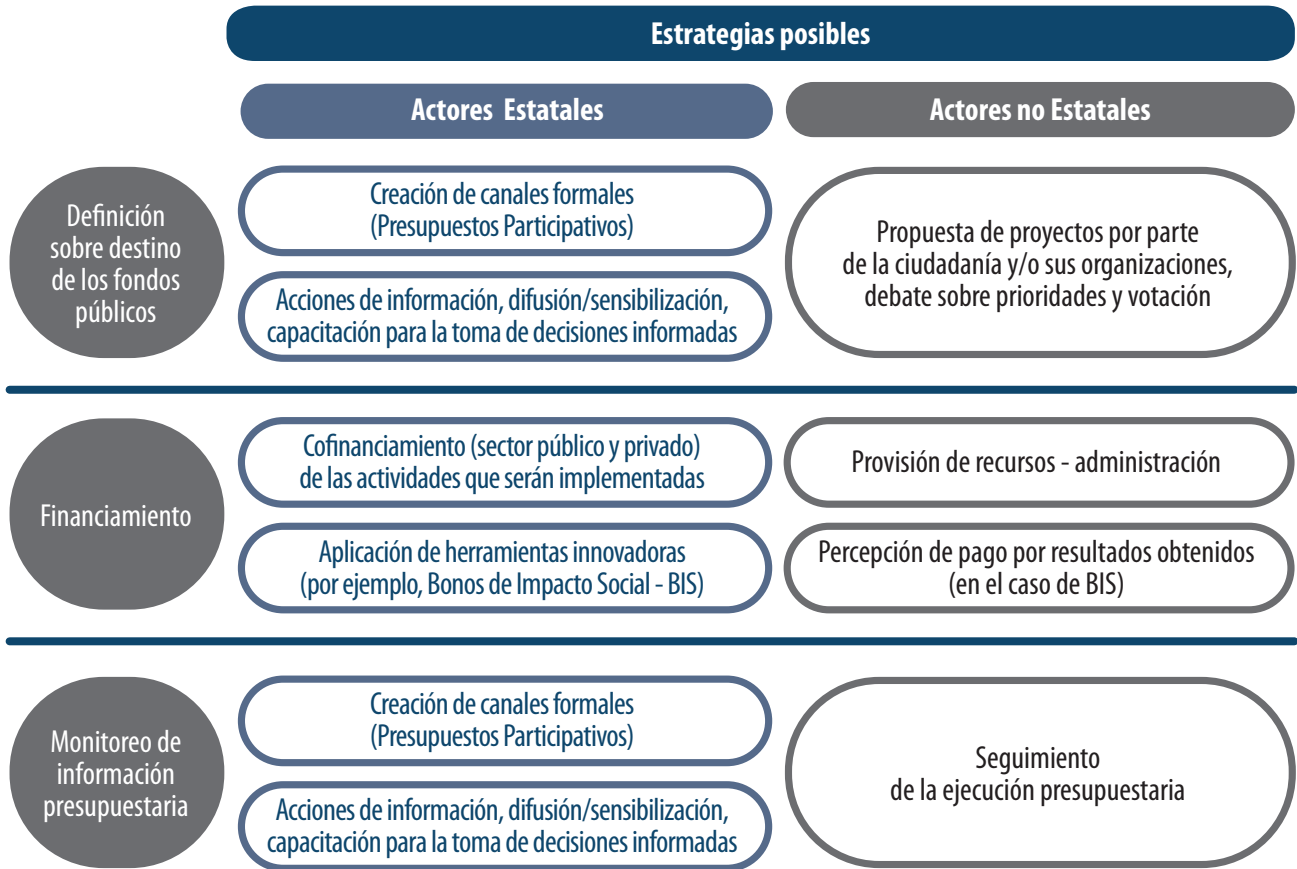 Estrategias posibles
Actores Estatales
Actores no Estatales
Definición
sobre destino
de los fondos
públicos
Creación de canales formales
(Presupuestos Participativos)
Acciones de información, difusión/sensibilización,
capacitación para la toma de decisiones informadas
Propuesta de proyectos por parte
de la ciudadanía y/o sus organizaciones,
debate sobre prioridades y votación
Financiamiento
Cofinanciamiento (sector público y privado)
de las actividades que serán implementadas
Provisión de recursos - administración
Aplicación de herramientas innovadoras
(por ejemplo, Bonos de Impacto Social - BIS)
Percepción de pago por resultados obtenidos
(en el caso de BIS)
Monitoreo de
información
presupuestaria
Creación de canales formales
(Presupuestos Participativos)
Acciones de información, difusión/sensibilización,
capacitación para la toma de decisiones informadas
Seguimiento
de la ejecución presupuestaria